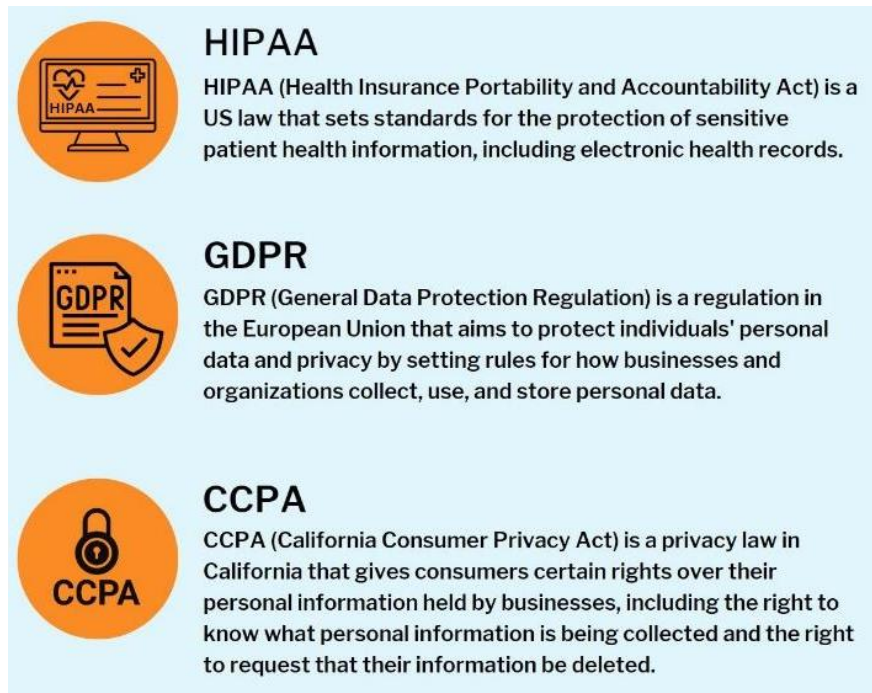 HIPAA
HIPAA
HIPAA (Health Insurance Portability and Accountability Act) is a
US law that sets standards for the protection of sensitive
patient health information, including electronic health records.
GDPR
GDPR
GDPR (General Data Protection Regulation) is a regulation in
the European Union that aims to protect individuals' personal
data and privacy by setting rules for how businesses and
organizations collect, use, and store personal data.
CCPA
CCPA
CCPA (California Consumer Privacy Act) is a privacy law in
California that gives consumers certain rights over their
personal information held by businesses, including the right to
know what personal information is being collected and the right
to request that their information be deleted.